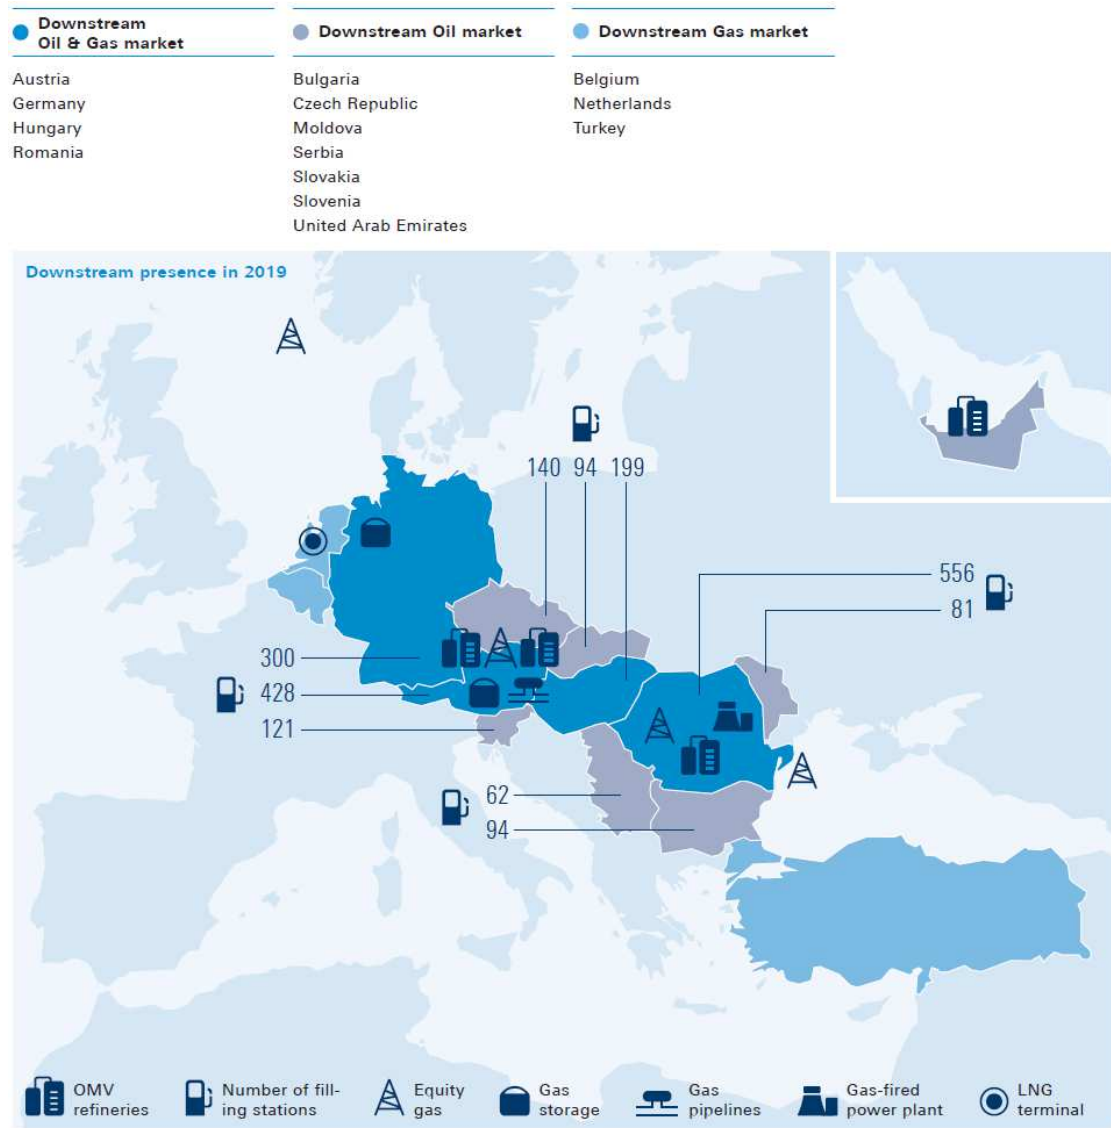 Downstream
Oil & Gas market
Downstream Oil market
Downstream Gas market
Austria
Germany
Hungary
Romania
Bulgaria
Czech Republic
Moldova
Serbia
Slovakia
Slovenia
United Arab Emirates
Belgium
Netherlands
Turkey
Downstream presence in 2019
140 94 199
556
81
300
428
121
62
94
OMV
refineries
Number of fill-
ing stations
Equity
gas
Gas
storage
Gas
pipelines
Gas-fired
power plant
LNG
terminal